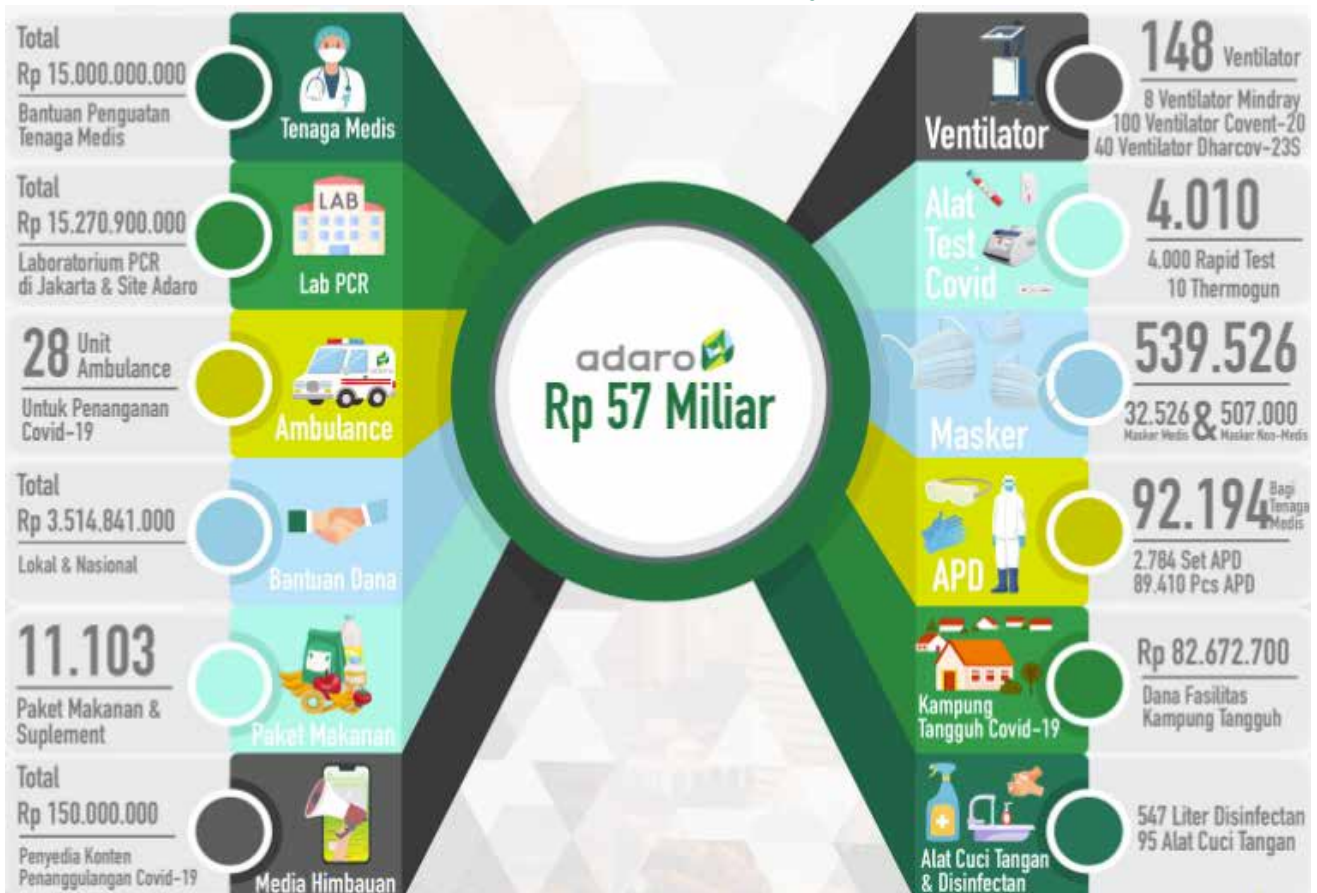 Total
Rp 15.000.000.000
Bantuan Penguatan
Tenaga Medis
Tenaga Medis
Total
Rp 15.270.900.000
Laboratorium PCR
di Jakarta & Site Adaro
LAB
Lab PCR
28 Unit
Ambulance
Untuk Penanganan
Covid-19
adaro
Ambulance
Total
Rp 3.514.841.000
Lokal & Nasional
Bantuan Dana
11.103
Paket Makanan &
Suplement
Paket Makanan
Total
Rp 150.000.000
Penyedia Konten
Penanggulangan Covid-19
Media Himbauan
adaro
Rp 57 Miliar
Ventilator
148 Ventilator
8 Ventilator Mindray
100 Ventilator Covent-20
40 Ventilator Dharcov-23S
Alat
Test
Covid
4.010
4.000 Rapid Test
10 Thermogun
Masker
539.526
32.526 & 507.000
Masker Medis Masker Non-Medis
APD
92.194 Bagi
Tenaga
Medis
2.784 Set APD
89.410 Pcs APD
Kampung
Tangguh Covid-19
Rp 82.672.700
Dana Fasilitas
Kampung Tangguh
Alat Cuci Tangan
& Disinfectan
547 Liter Disinfectan
95 Alat Cuci Tangan